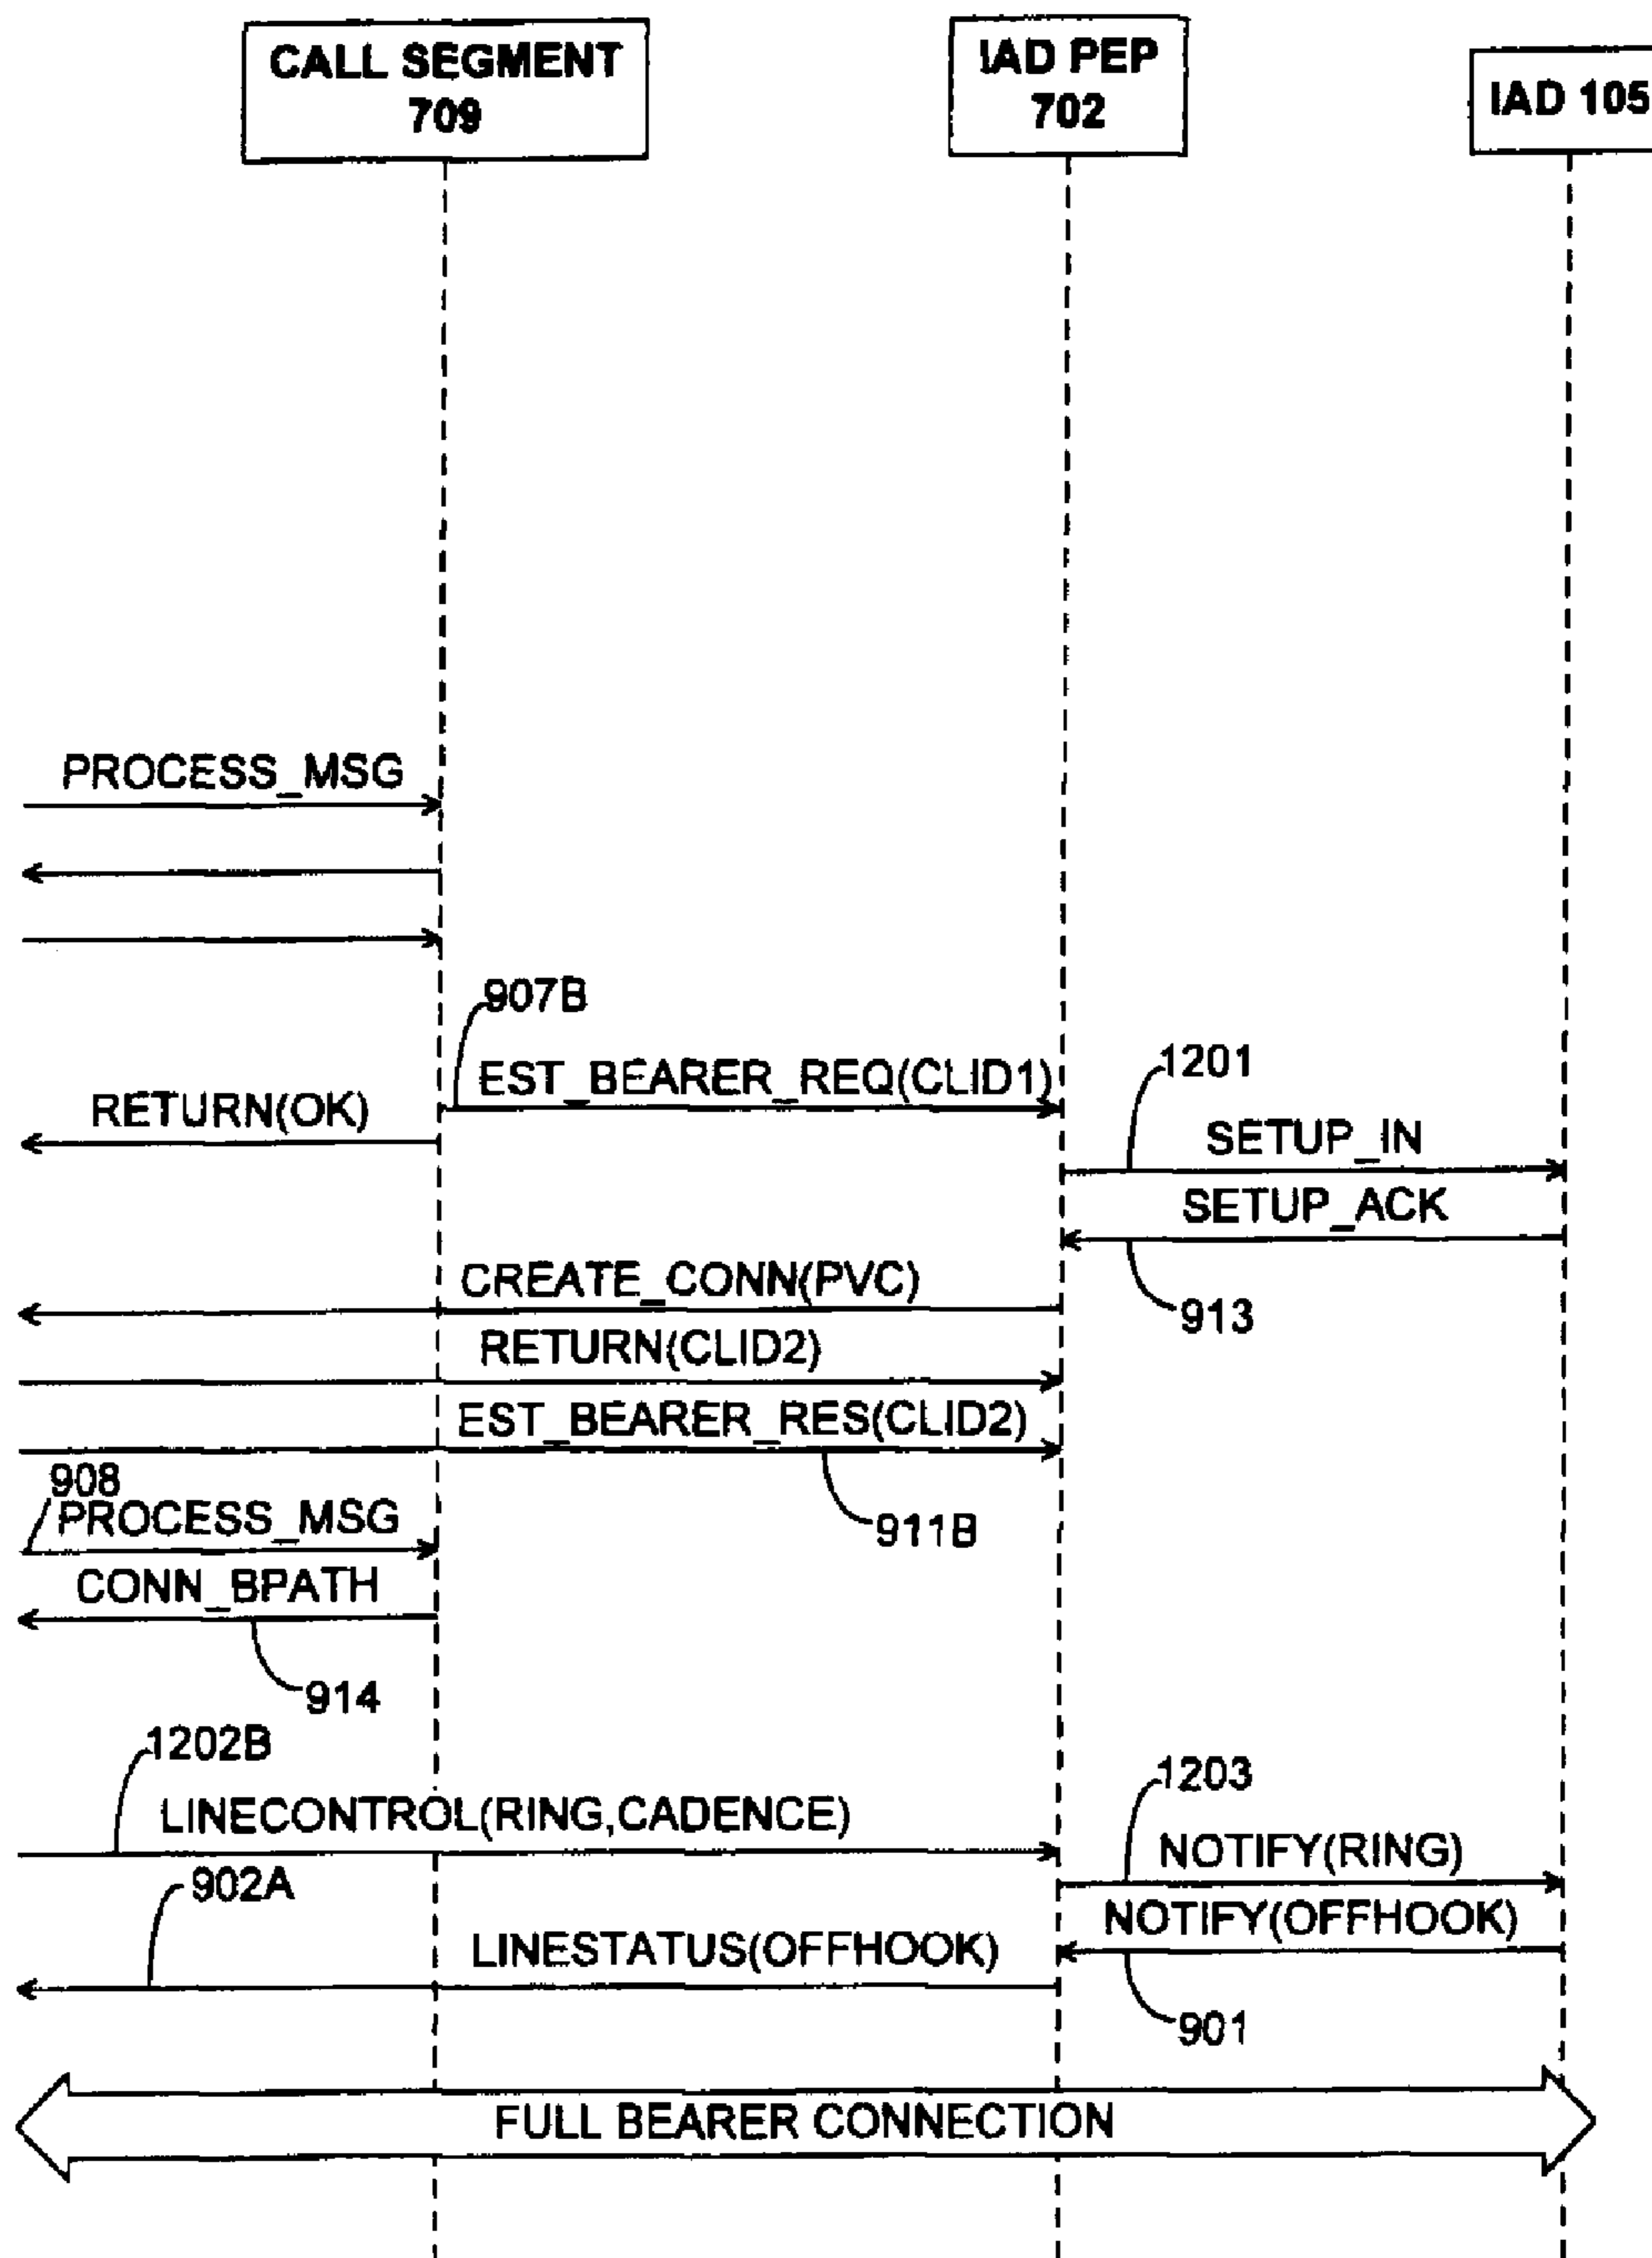 CALL SEGMENT
709
IAD PEP
702
IAD 105
PROCESS_MSG
907B
EST_BEARER_REQ(CLID1)
RETURN(OK)
1201
SETUP_IN
SETUP_ACK
913
CREATE_CONN(PVC)
RETURN(CLID2)
EST_BEARER_RES(CLID2)
911B
908
PROCESS_MSG
CONN_BPATH
914
1202B
LINECONTROL(RING,CADENCE)
1203
NOTIFY(RING)
902A
NOTIFY(OFFHOOK)
LINESTATUS(OFFHOOK)
901
FULL BEARER CONNECTION